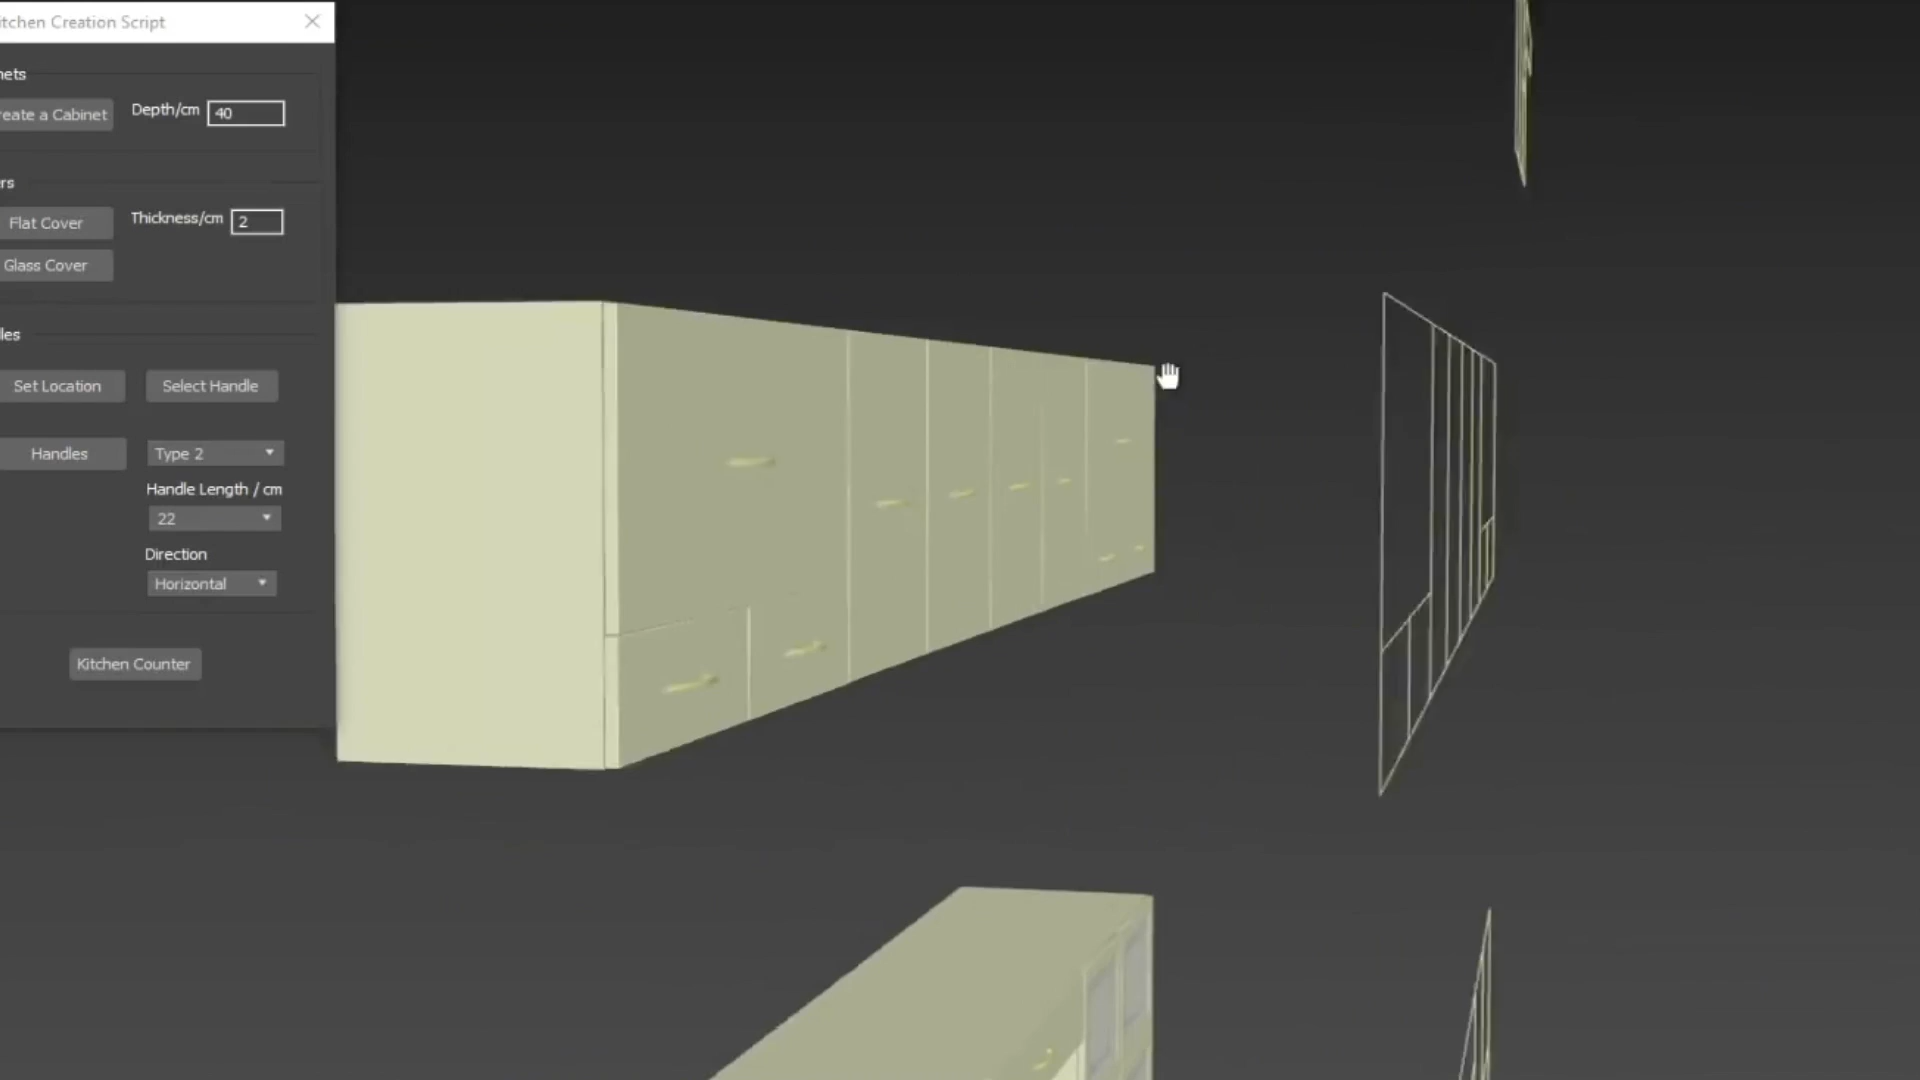 itchen Creation Script
nets
reate a Cabinet
Depth/cm
40
rs
Flat Cover
Thickness/cm
2
Glass Cover
les
Set Location
Select Handle
Handles
Type 2
Handle Length / cm
22
Direction
Horizontal
Kitchen Counter